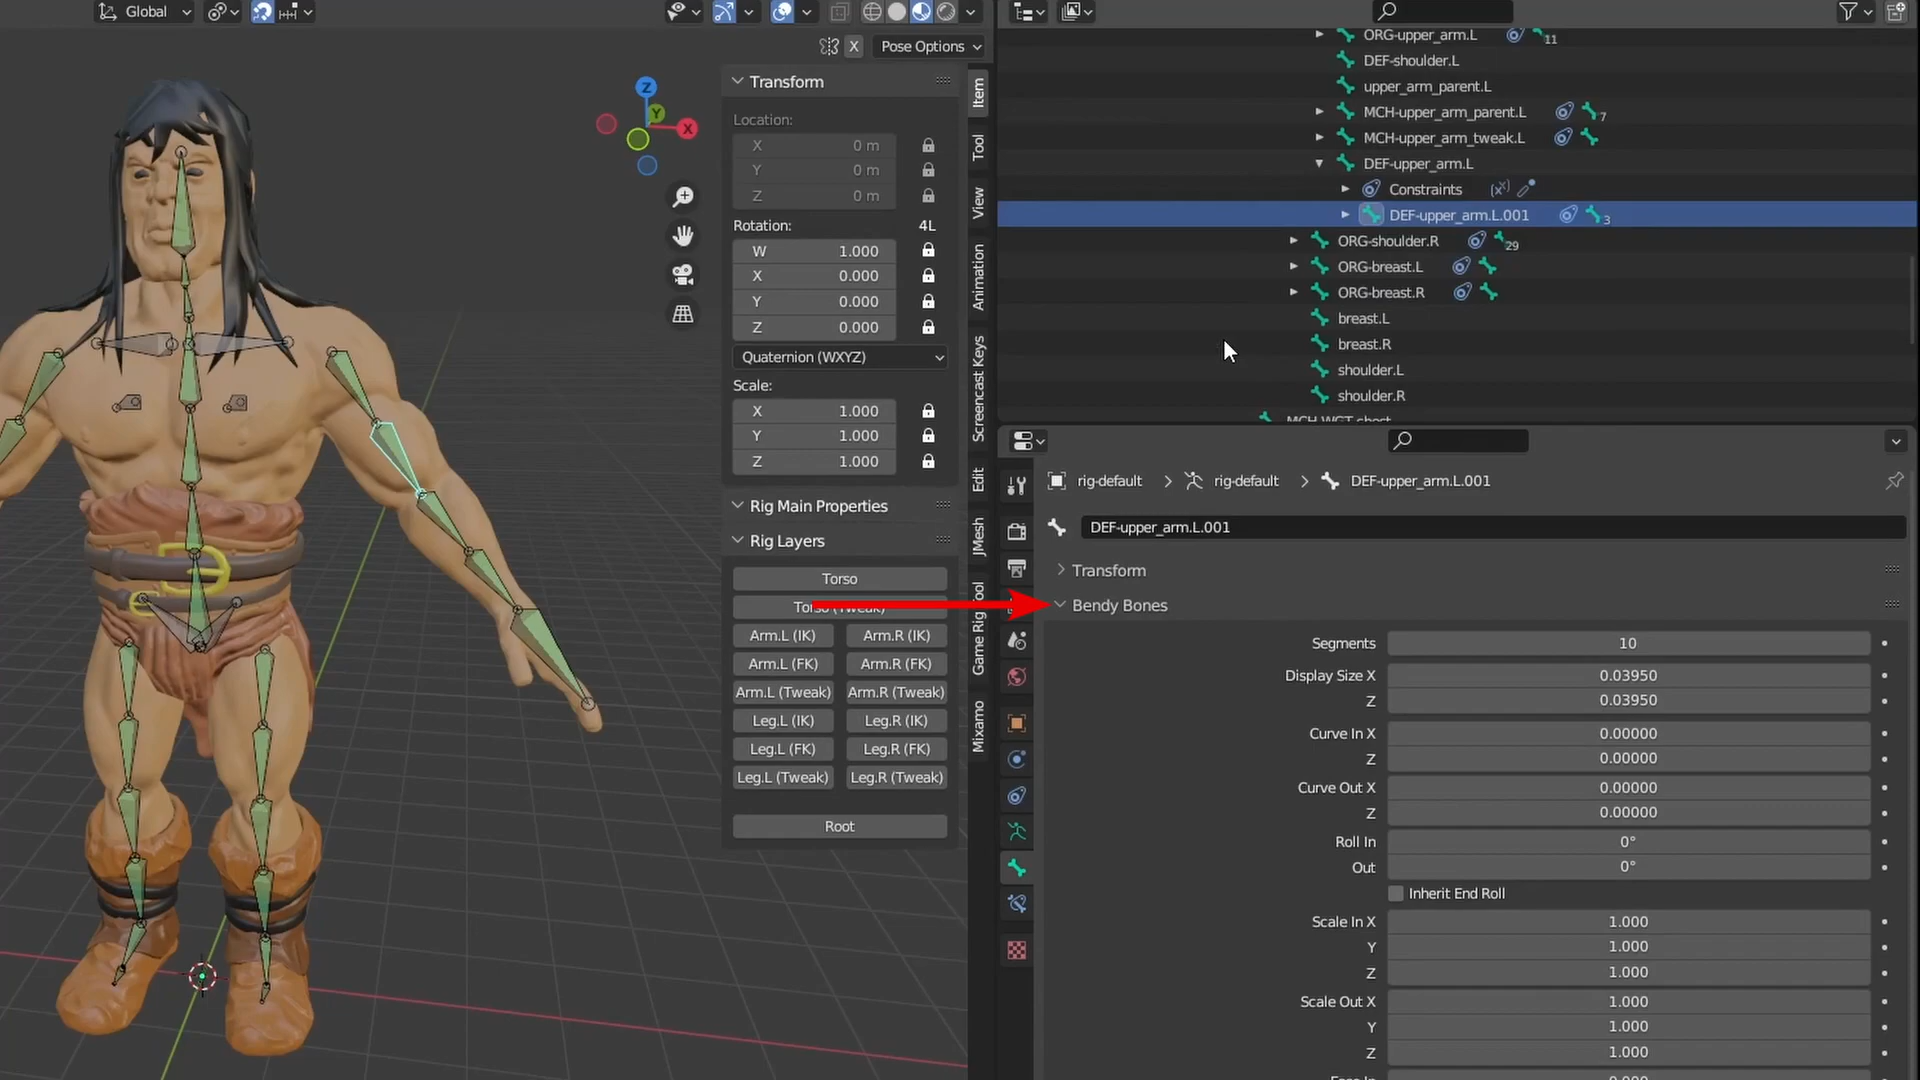 Global
X
Pose Options
Transform
Location:
X 0 m
Y 0 m
Z 0 m
Rotation: 4L
W 1.000
X 0.000
Y 0.000
Z 0.000
Quaternion (WXYZ)
Scale:
X 1.000
Y 1.000
Z 1.000
Rig Main Properties
Rig Layers
Torso
Torso (Tweak)
Arm.L (IK) Arm.R (IK)
Arm.L (FK) Arm.R (FK)
Arm.L (Tweak) Arm.R (Tweak)
Leg.L (IK) Leg.R (IK)
Leg.L (FK) Leg.R (FK)
Leg.L (Tweak) Leg.R (Tweak)
Root
Z
Y
X
Item
Tool
View
Animation
Screencast Keys
Edit
JMesh
Game Rig Tool
Mixamo
ORG-upper_arm.L 11
DEF-shoulder.L
upper_arm_parent.L
MCH-upper_arm_parent.L 7
MCH-upper_arm_tweak.L
DEF-upper_arm.L
Constraints
DEF-upper_arm.L.001 3
ORG-shoulder.R 29
ORG-breast.L
ORG-breast.R
breast.L
breast.R
shoulder.L
shoulder.R
MCH-WGT-chest
rig-default > rig-default > DEF-upper_arm.L.001
DEF-upper_arm.L.001
Transform
Bendy Bones
Segments 10
Display Size X 0.03950
Z 0.03950
Curve In X 0.00000
Z 0.00000
Curve Out X 0.00000
Z 0.00000
Roll In 0°
Out 0°
Inherit End Roll
Scale In X 1.000
Y 1.000
Z 1.000
Scale Out X 1.000
Y 1.000
Z 1.000